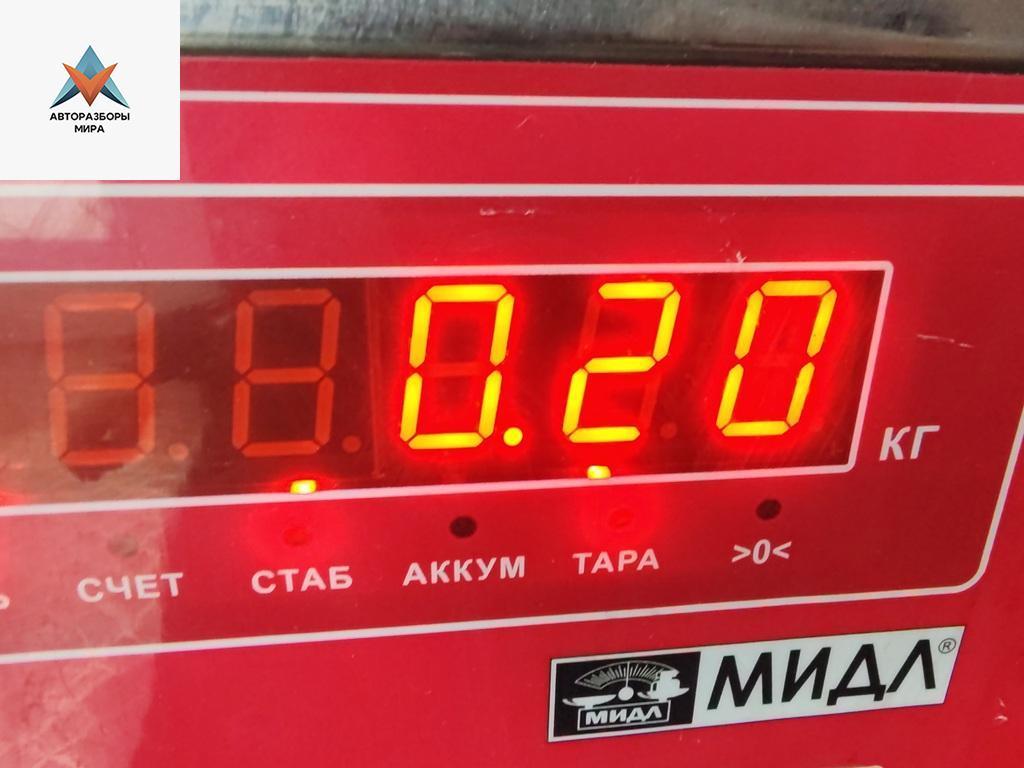 АВТОРАЗБОРЫ
МИРА
0.20
КГ
СЧЕТ
СТАБ
АККУМ
ТАРА
>0<
МИДЛ
МИДЛ®